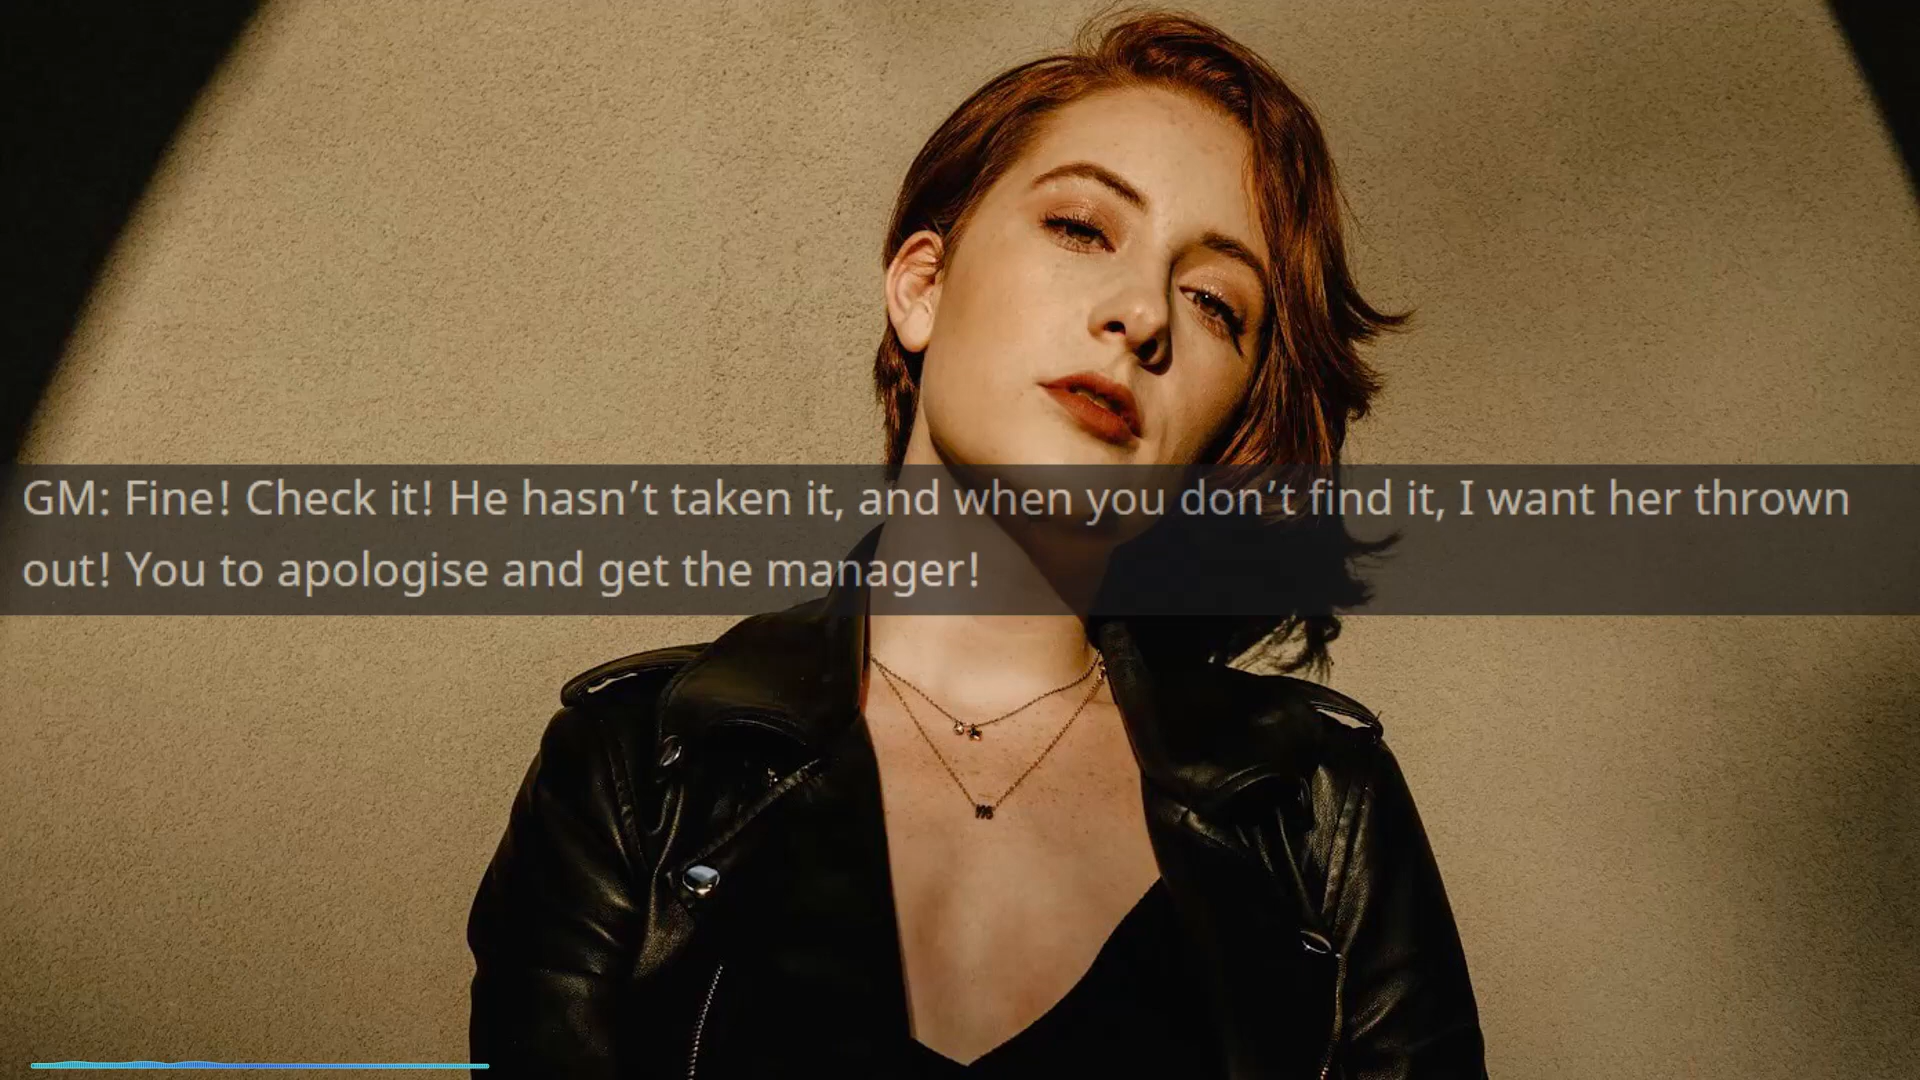 GM: Fine! Check it! He hasn’t taken it, and when you don’t find it, I want her thrown
out! You to apologise and get the manager!